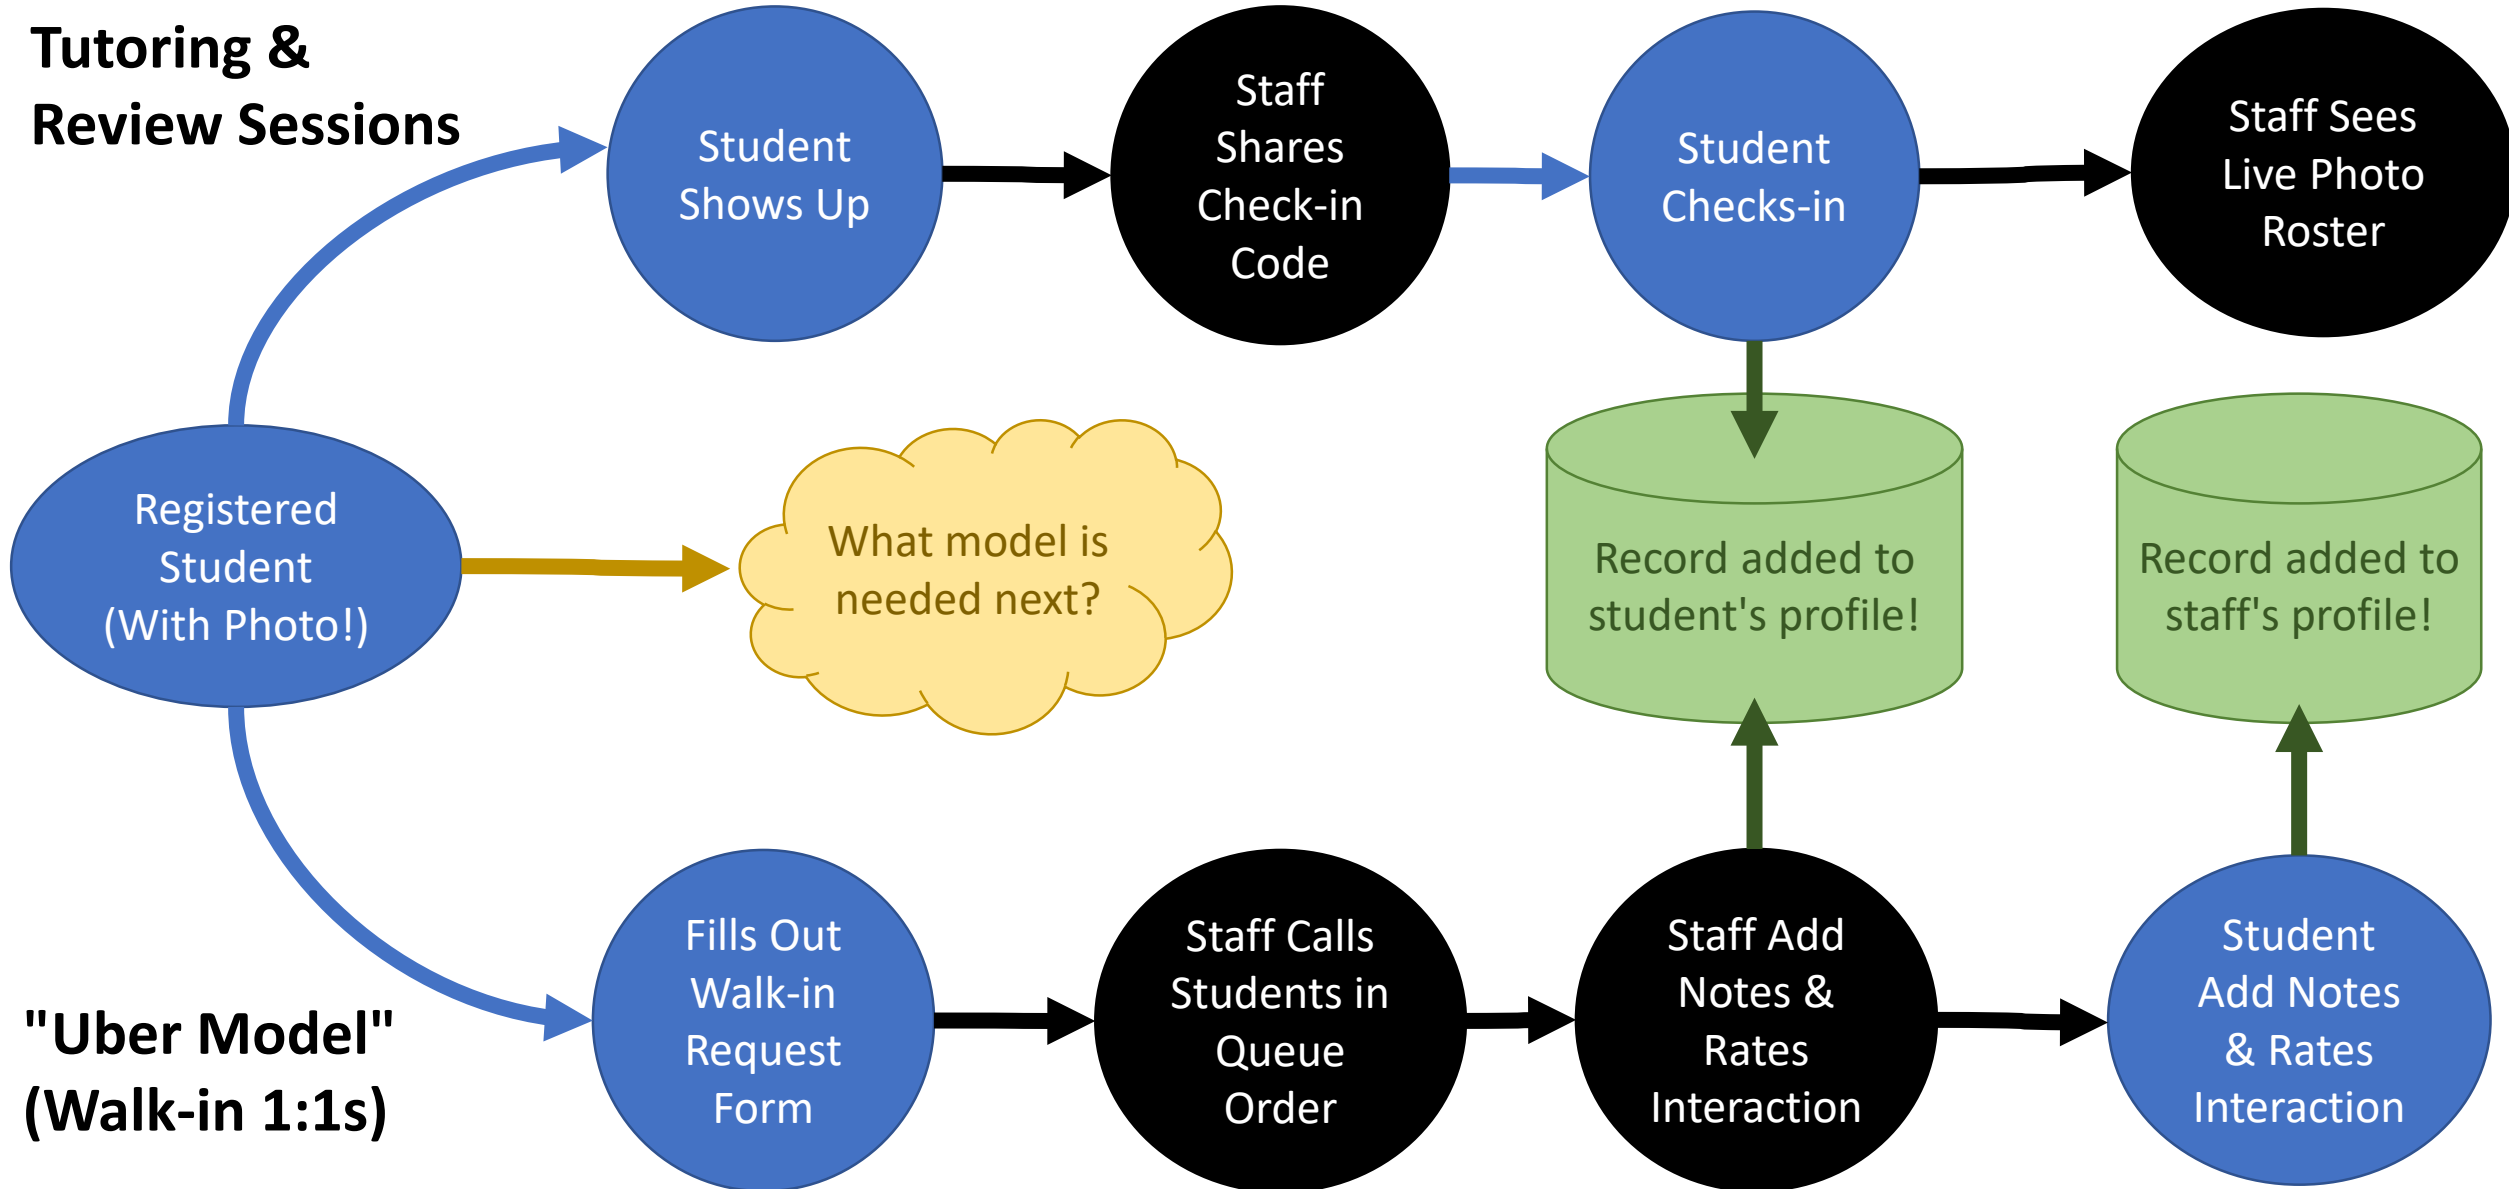 Tutoring &
Review Sessions
Student
Shows Up
Staff
Shares
Check-in
Code
Student
Checks-in
Staff Sees
Live Photo
Roster
Registered
Student
(With Photo!)
What model is
needed next?
Record added to
student's profile!
Record added to
staff's profile!
"Uber Model"
(Walk-in 1:1s)
Fills Out
Walk-in
Request
Form
Staff Calls
Students in
Queue
Order
Staff Add
Notes &
Rates
Interaction
Student
Add Notes
& Rates
Interaction